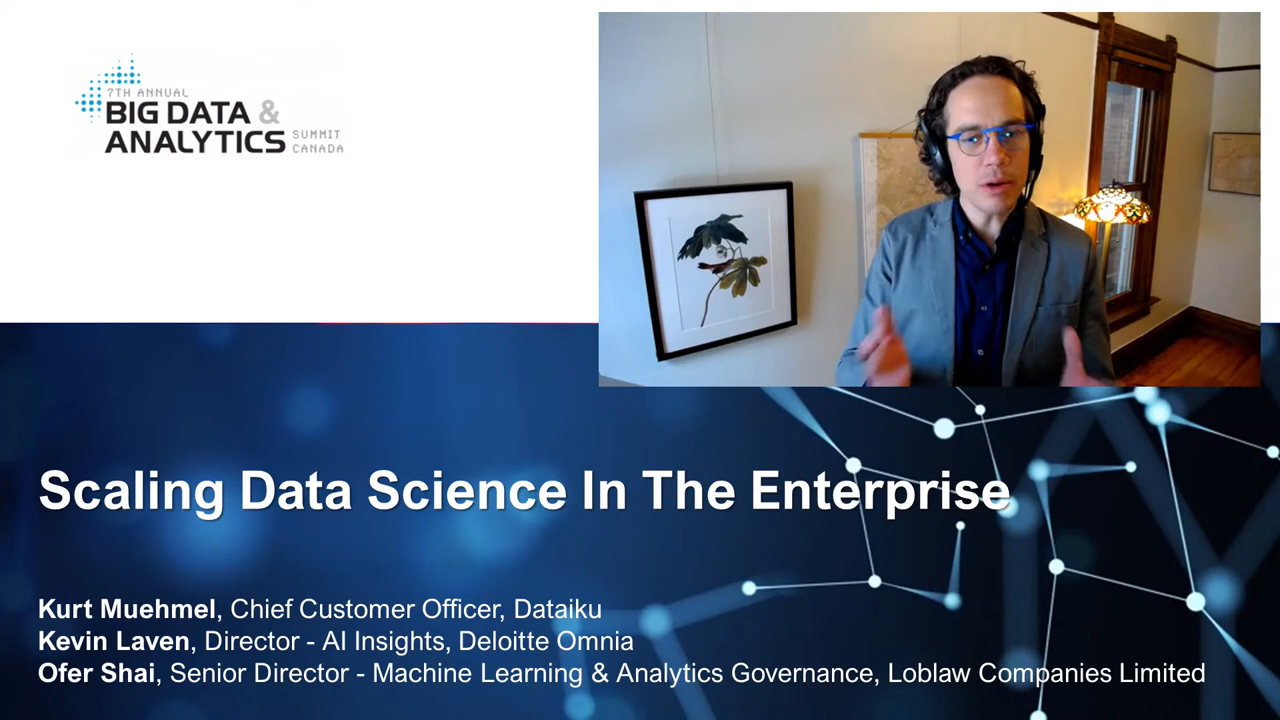 7TH ANNUAL
BIG DATA &
ANALYTICS SUMMIT CANADA
Scaling Data Science In The Enterprise
Kurt Muehmel, Chief Customer Officer, Dataiku
Kevin Laven, Director - AI Insights, Deloitte Omnia
Ofer Shai, Senior Director - Machine Learning & Analytics Governance, Loblaw Companies Limited